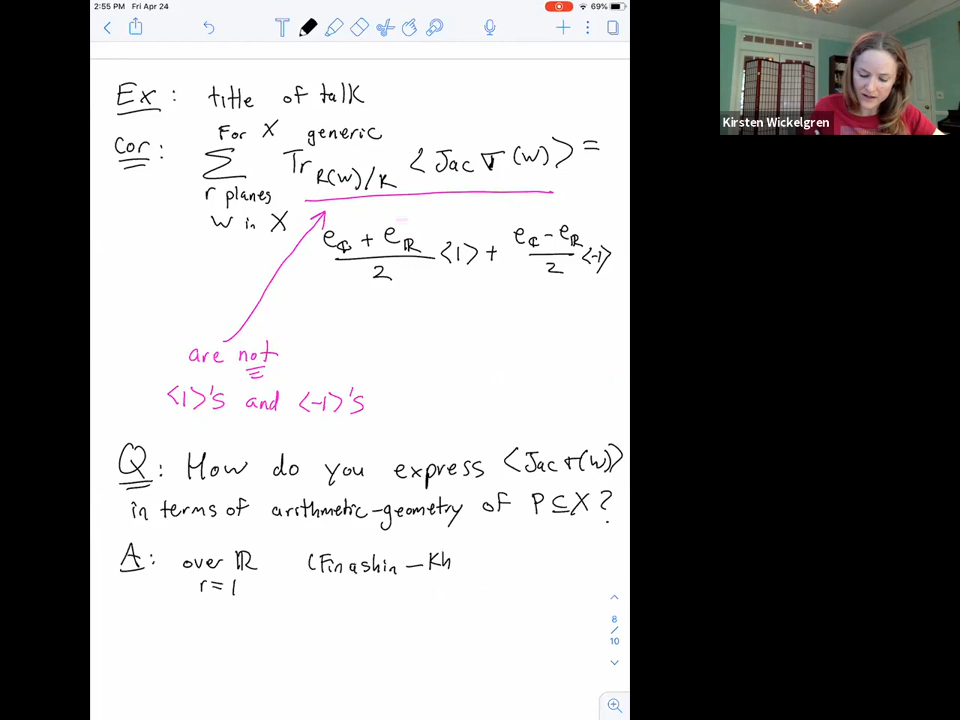 2:55 PM Fri Apr 24
69%
Ex: title of talk
Cor: For X generic
∑ Tr k(w)/k ⟨Jac σ(w)⟩ =
r planes
W in X
e_ℂ + e_ℝ / 2 ⟨1⟩ + e_ℂ - e_ℝ / 2 ⟨-1⟩
are not
⟨1⟩'s and ⟨-1⟩'s
Q: How do you express ⟨Jac σ(w)⟩
in terms of arithmetic-geometry of P ⊆ X?
A: over ℝ (Finashin - Kh
r = 1
8
/
10
Kirsten Wickelgren